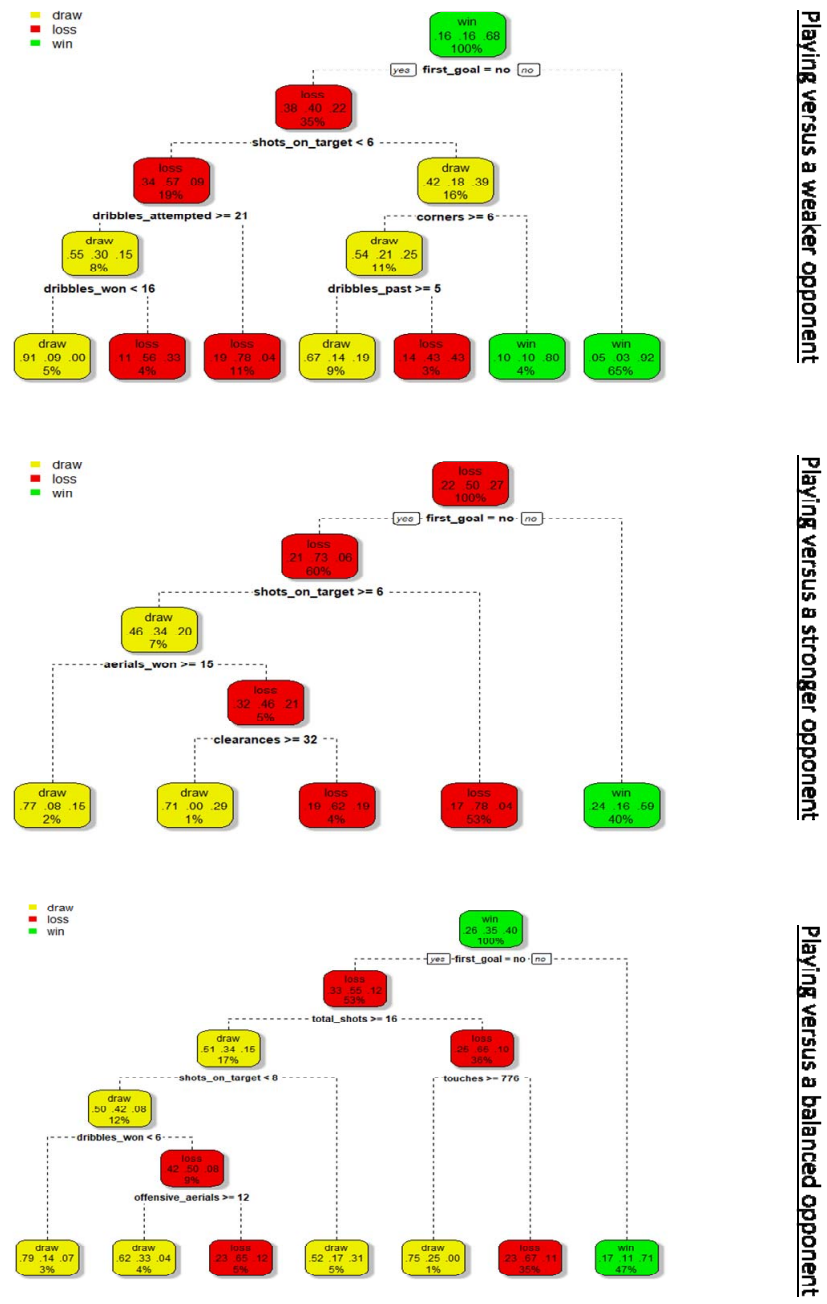 Playing versus a weaker opponent
draw
loss
win
win
.16 .16 .68
100%
yes first_goal = no no
loss
.38 .40 .22
35%
shots_on_target < 6
loss
.34 .57 .09
19%
draw
.42 .18 .39
16%
dribbles_attempted >= 21
corners >= 6
draw
.55 .30 .15
8%
draw
.54 .21 .25
11%
dribbles_won < 16
dribbles_past >= 5
draw
.91 .09 .00
5%
loss
.11 .56 .33
4%
loss
.19 .78 .04
11%
draw
.67 .14 .19
9%
loss
.14 .43 .43
3%
win
.10 .10 .80
4%
win
.05 .03 .92
65%
Playing versus a stronger opponent
draw
loss
win
loss
.22 .50 .27
100%
yes first_goal = no no
loss
.21 .73 .06
60%
shots_on_target >= 6
draw
.46 .34 .20
7%
aerials_won >= 15
loss
.32 .46 .21
5%
clearances >= 32
draw
.77 .08 .15
2%
draw
.71 .00 .29
1%
loss
.19 .62 .19
4%
loss
.17 .78 .04
53%
win
.24 .16 .59
40%
Playing versus a balanced opponent
draw
loss
win
win
.26 .35 .40
100%
yes first_goal = no no
loss
.33 .55 .12
53%
total_shots >= 16
draw
.51 .34 .15
17%
loss
.25 .65 .10
36%
shots_on_target < 8
touches >= 776
draw
.50 .42 .08
12%
dribbles_won < 6
loss
.42 .50 .08
9%
offensive_aerials >= 12
draw
.79 .14 .07
3%
draw
.62 .33 .04
4%
loss
.23 .65 .12
5%
draw
.52 .17 .31
5%
draw
.75 .25 .00
1%
loss
.23 .67 .11
35%
win
.17 .11 .71
47%